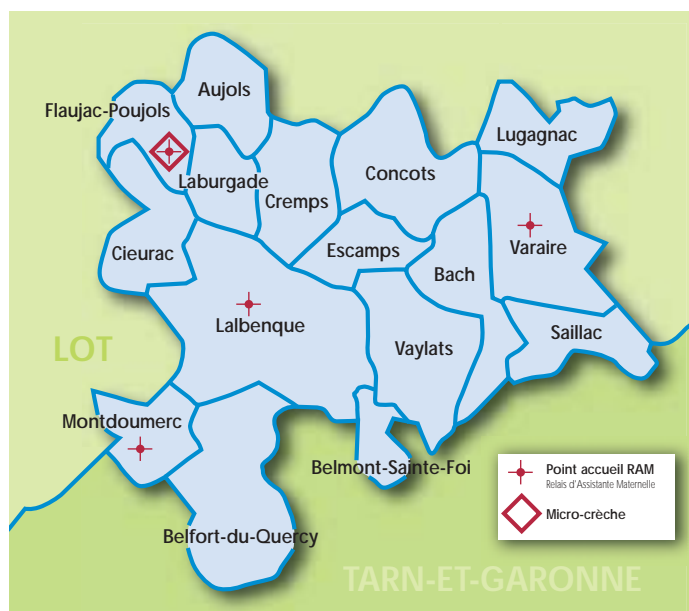 Aujols
Flaujac-Poujols
Lugagnac
Laburgade
Concots
Cremps
Cieurac
Escamps
Varaire
Bach
Lalbenque
Saillac
LOT
Vaylats
Montdoumerc
Belmont-Sainte-Foi
Point accueil RAM
Relais d'Assistante Maternelle
Micro-crèche
Belfort-du-Quercy
TARN-ET-GARONNE